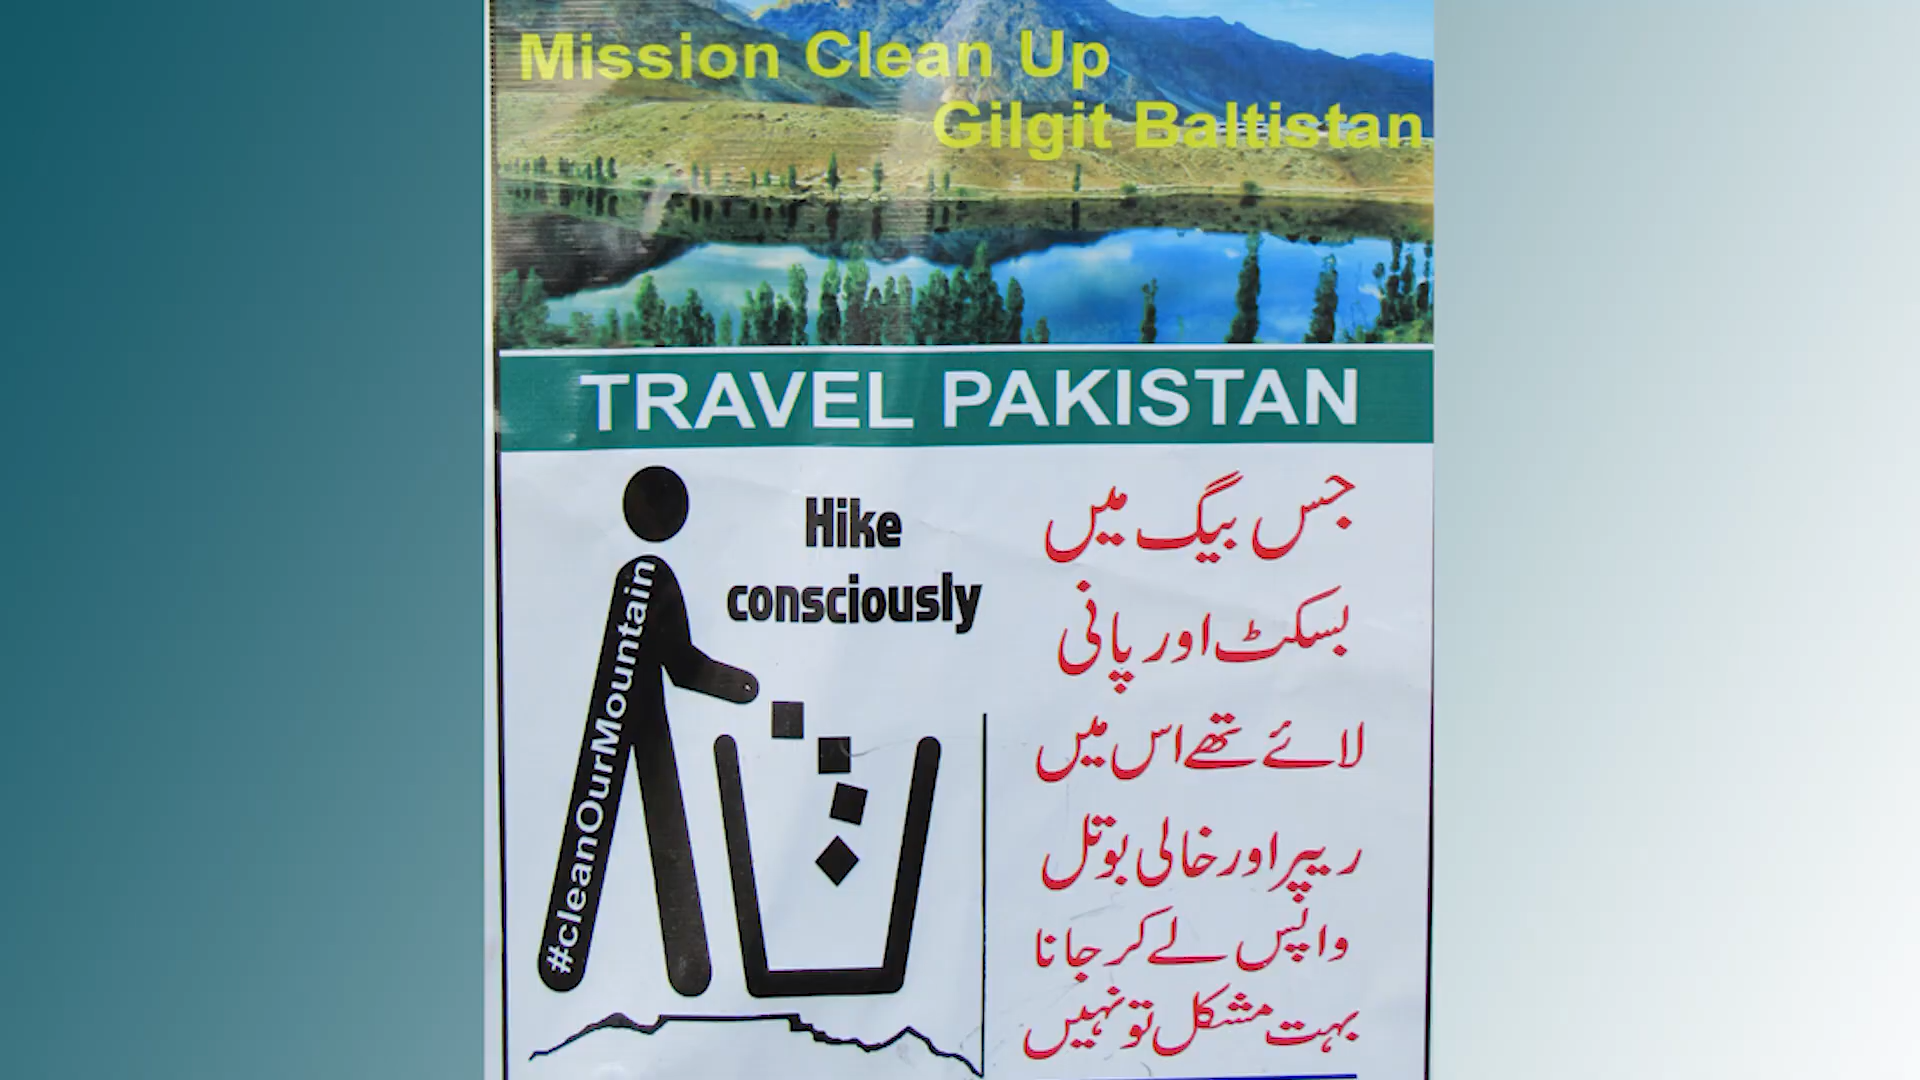 Mission Clean Up
Gilgit Baltistan
TRAVEL PAKISTAN
Hike
consciously
#cleanOurMountain
جس بیگ میں
بسکٹ اور پانی
لائے تھے اس میں
ریپر اور خالی بوتل
واپس لے کر جانا
بہت مشکل تو نہیں